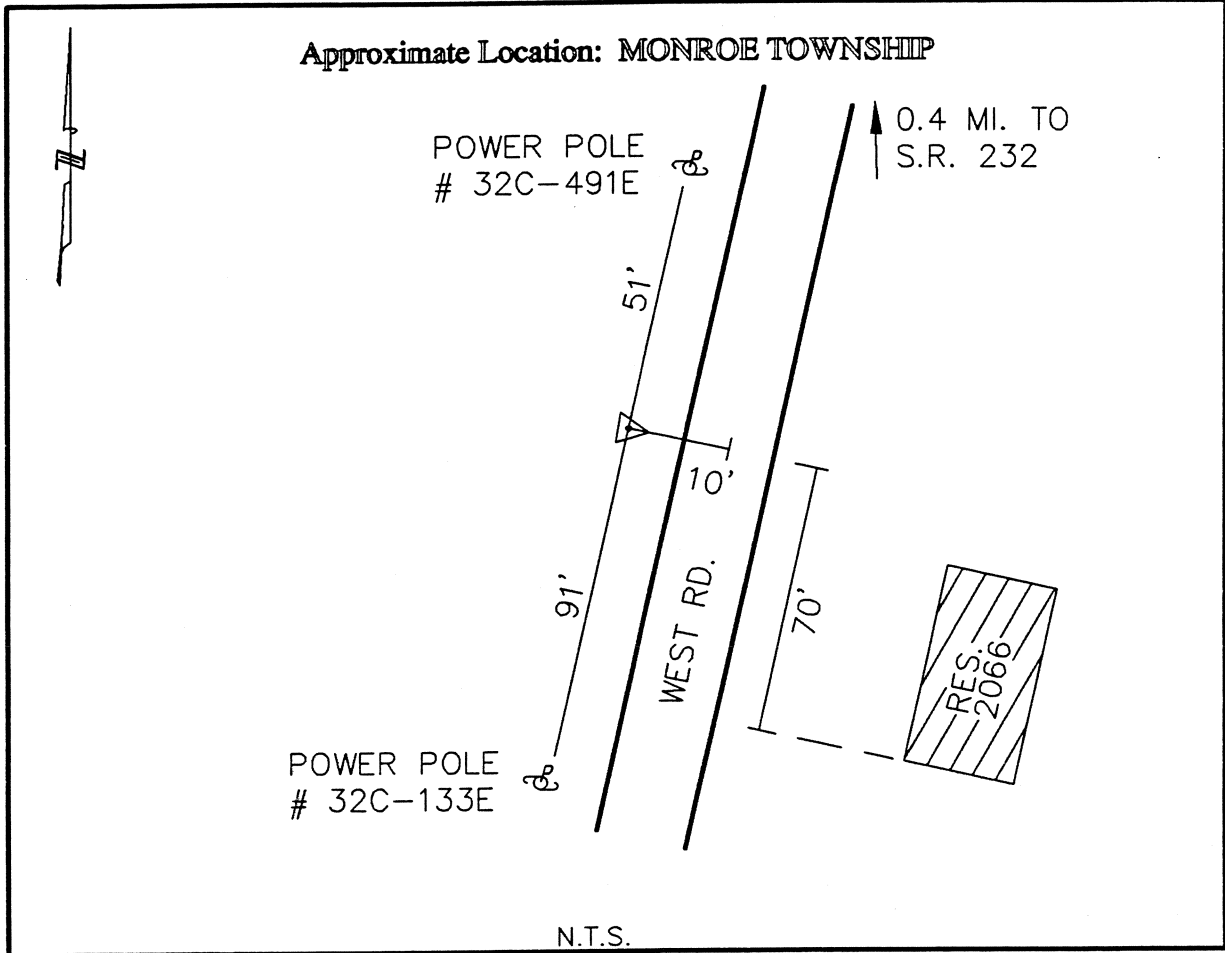 Approximate Location: MONROE TOWNSHIP
N
POWER POLE
# 32C-491E
0.4 MI. TO
S.R. 232
51'
10'
91'
WEST RD.
70'
RES.
2066
POWER POLE
# 32C-133E
N.T.S.